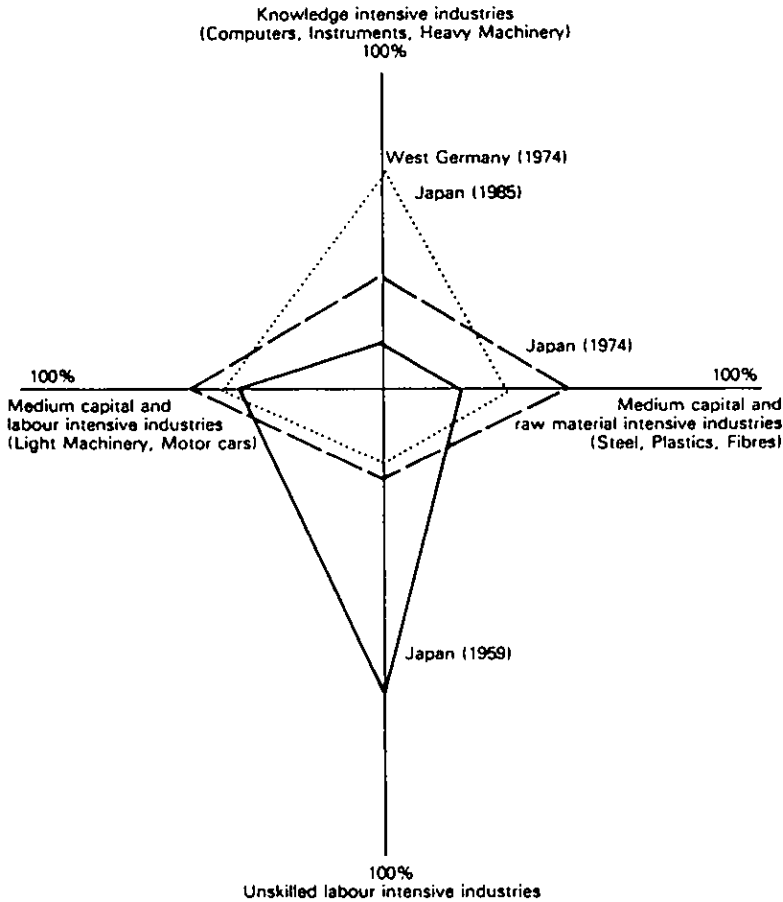 Knowledge intensive industries
(Computers, Instruments, Heavy Machinery)
100%
West Germany (1974)
Japan (1985)
Japan (1974)
100%
100%
Medium capital and
labour intensive industries
(Light Machinery, Motor cars)
Medium capital and
raw material intensive industries
(Steel, Plastics, Fibres)
Japan (1959)
100%
Unskilled labour intensive industries